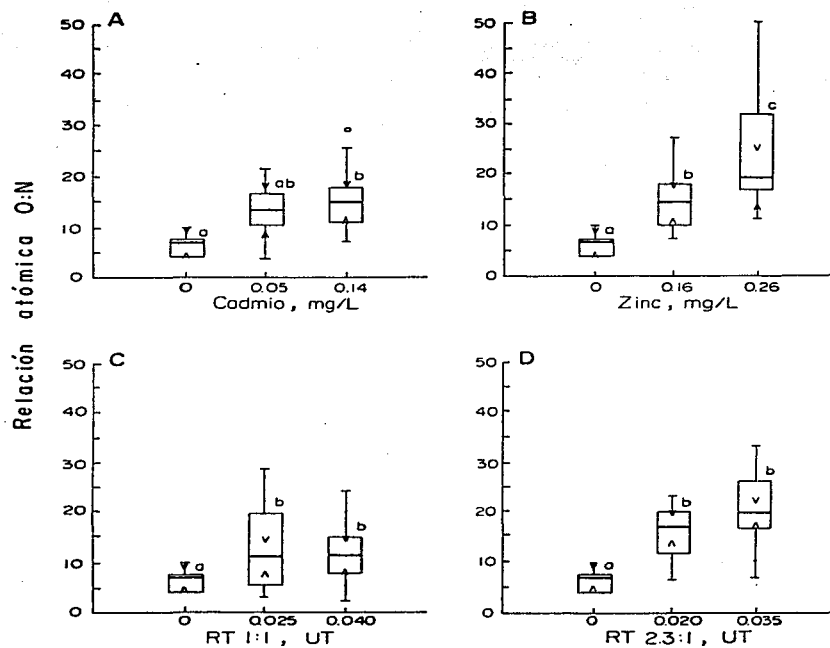 Relación atómica O:N
A
50
40
30
20
10
0
a
ab
b
0
0.05
0.14
Cadmio, mg/L
B
50
40
30
20
10
0
a
b
c
0
0.16
0.26
Zinc, mg/L
C
50
40
30
20
10
0
a
b
b
0
0.025
0.040
RT 1:1, UT
D
50
40
30
20
10
0
a
b
b
0
0.020
0.035
RT 2.3:1, UT